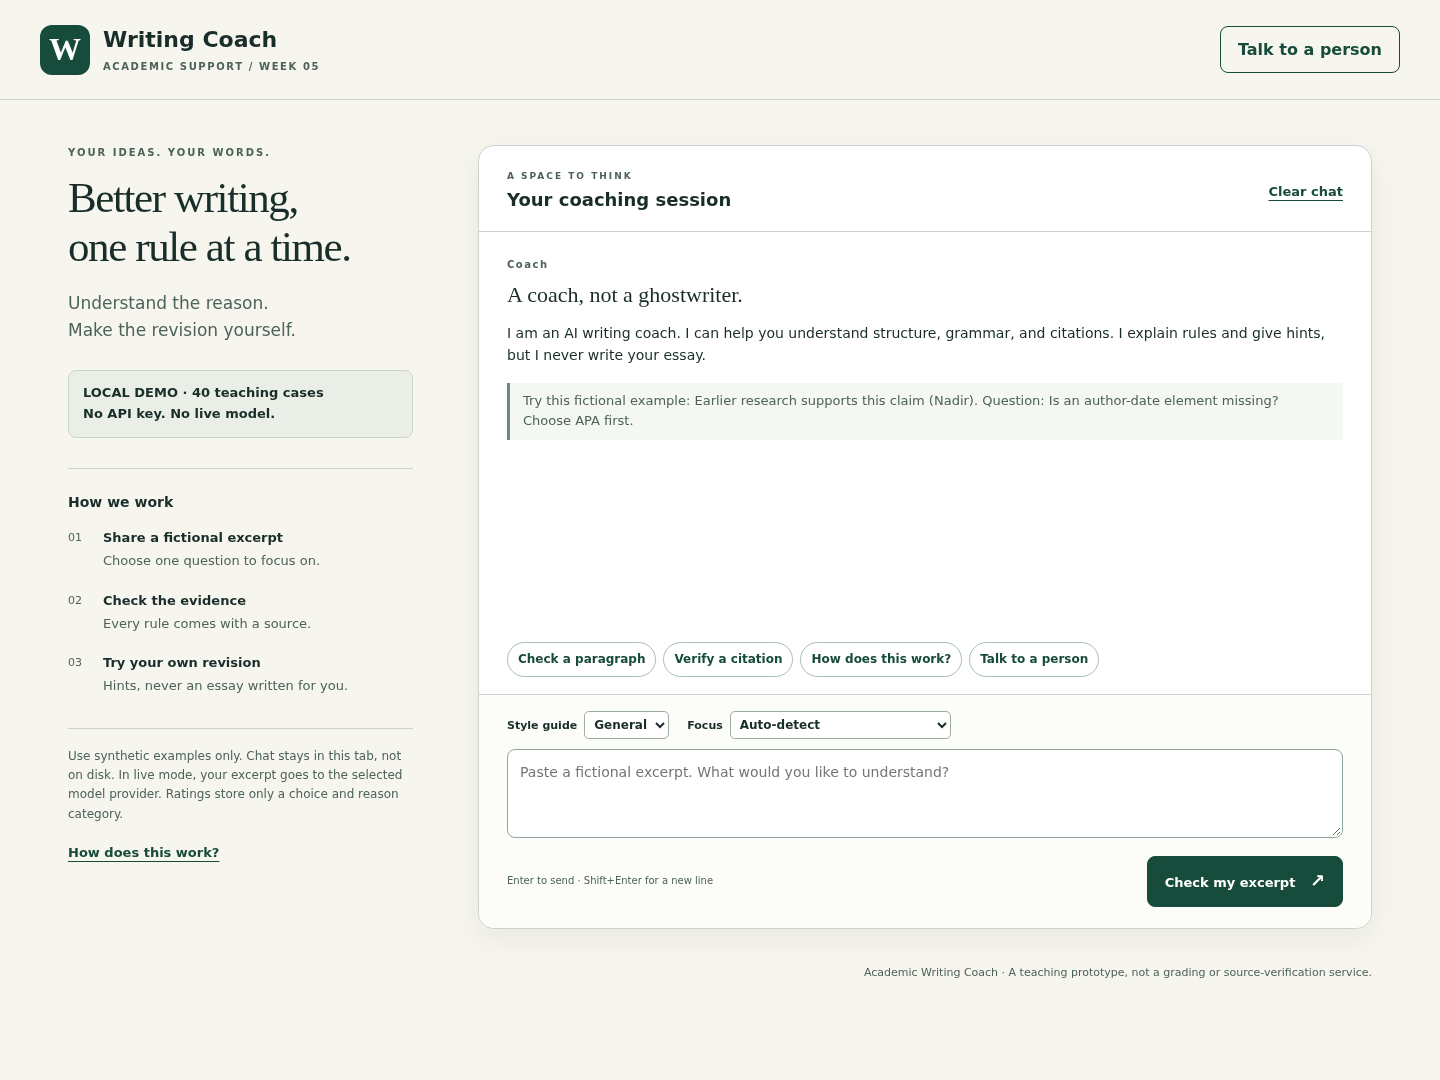 W
Writing Coach
ACADEMIC SUPPORT / WEEK 05
Talk to a person
YOUR IDEAS. YOUR WORDS.
Better writing,
one rule at a time.
Understand the reason.
Make the revision yourself.
LOCAL DEMO · 40 teaching cases
No API key. No live model.
How we work
01 Share a fictional excerpt
Choose one question to focus on.
02 Check the evidence
Every rule comes with a source.
03 Try your own revision
Hints, never an essay written for you.
Use synthetic examples only. Chat stays in this tab, not
on disk. In live mode, your excerpt goes to the selected
model provider. Ratings store only a choice and reason
category.
How does this work?
A SPACE TO THINK
Your coaching session
Clear chat
Coach
A coach, not a ghostwriter.
I am an AI writing coach. I can help you understand structure, grammar, and citations. I explain rules and give hints,
but I never write your essay.
Try this fictional example: Earlier research supports this claim (Nadir). Question: Is an author-date element missing?
Choose APA first.
Check a paragraph Verify a citation How does this work? Talk to a person
Style guide General Focus Auto-detect
Paste a fictional excerpt. What would you like to understand?
Enter to send · Shift+Enter for a new line
Check my excerpt ↗
Academic Writing Coach · A teaching prototype, not a grading or source-verification service.